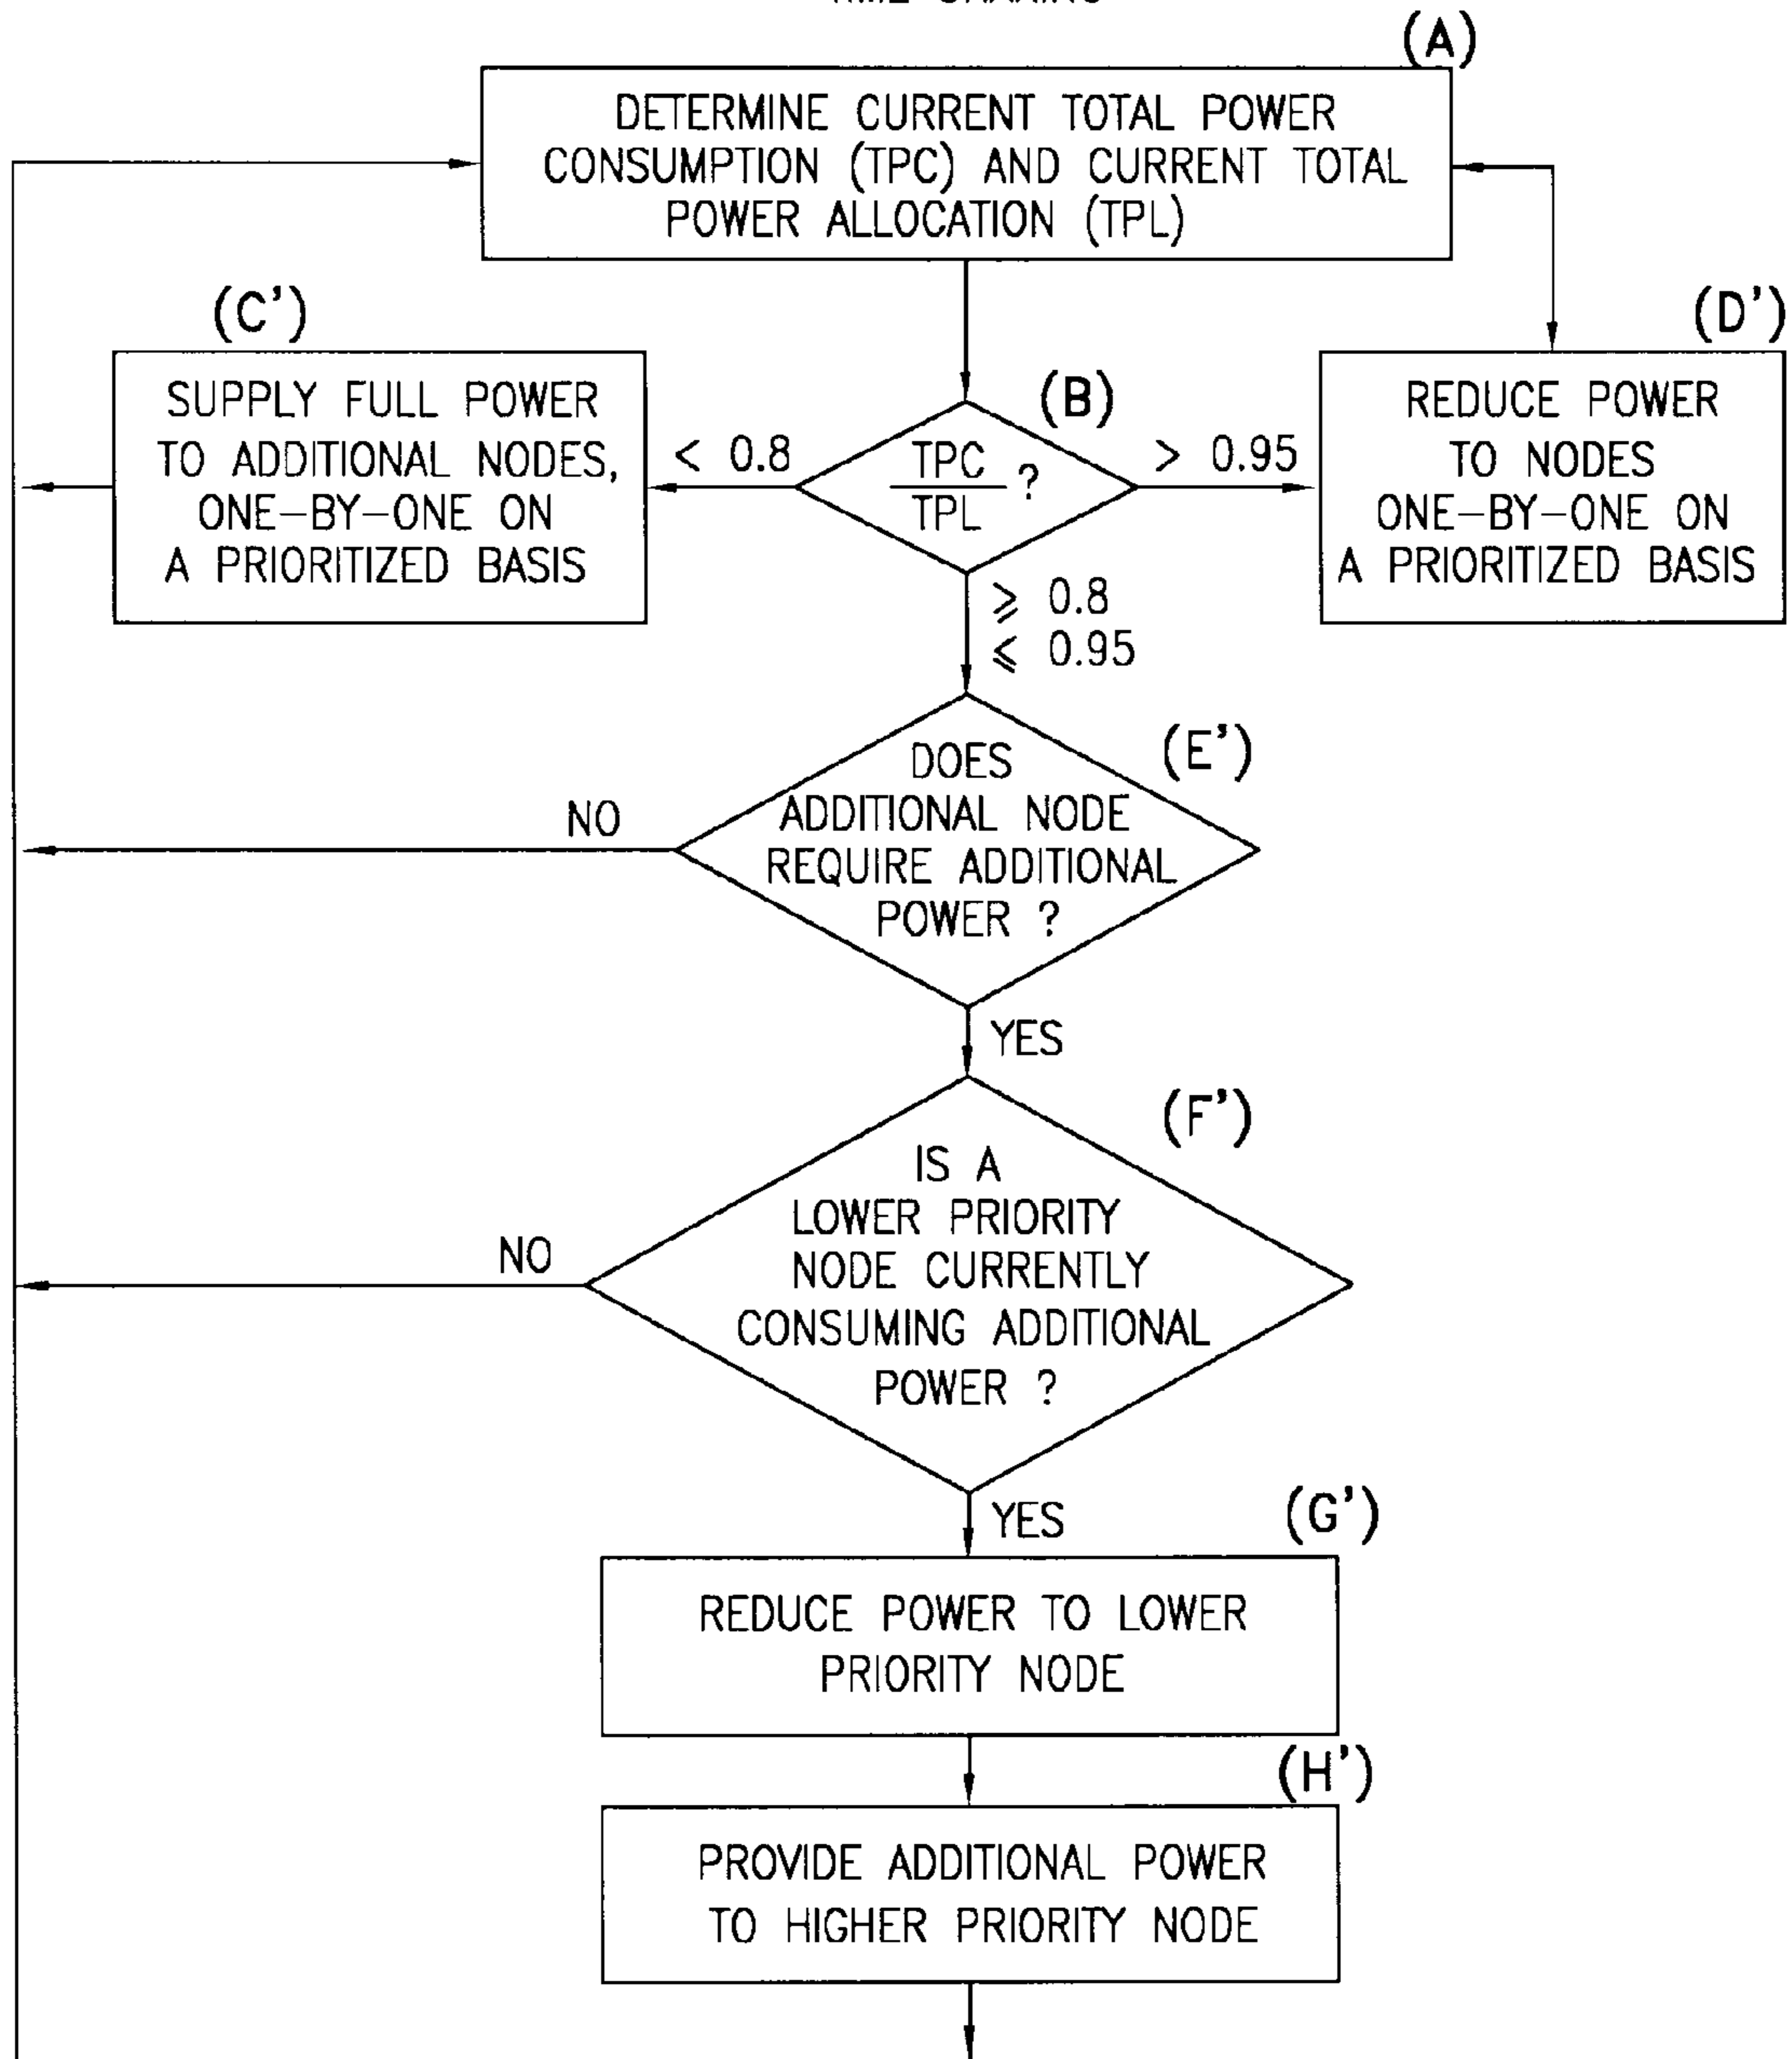 (A)
DETERMINE CURRENT TOTAL POWER
CONSUMPTION (TPC) AND CURRENT TOTAL
POWER ALLOCATION (TPL)
(C')
SUPPLY FULL POWER
TO ADDITIONAL NODES,
ONE-BY-ONE ON
A PRIORITIZED BASIS
< 0.8
(B)
TPC
TPL
?
> 0.95
(D')
REDUCE POWER
TO NODES
ONE-BY-ONE ON
A PRIORITIZED BASIS
⩾ 0.8
⩽ 0.95
(E')
DOES
ADDITIONAL NODE
REQUIRE ADDITIONAL
POWER ?
NO
YES
(F')
IS A
LOWER PRIORITY
NODE CURRENTLY
CONSUMING ADDITIONAL
POWER ?
NO
YES
(G')
REDUCE POWER TO LOWER
PRIORITY NODE
(H')
PROVIDE ADDITIONAL POWER
TO HIGHER PRIORITY NODE